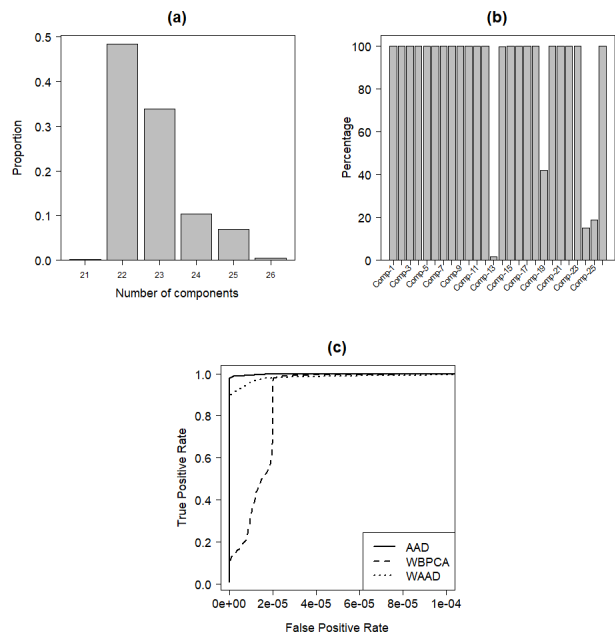 (a)
0.5
0.4
0.3
0.2
0.1
0.0
Proportion
21 22 23 24 25 26
Number of components
(b)
100
80
60
40
20
0
Percentage
Comp-1 Comp-3 Comp-5 Comp-7 Comp-9 Comp-11 Comp-13 Comp-15 Comp-17 Comp-19 Comp-21 Comp-23 Comp-25
(c)
1.0
0.8
0.6
0.4
0.2
0.0
True Positive Rate
AAD
WBPCA
WAAD
0e+00 2e-05 4e-05 6e-05 8e-05 1e-04
False Positive Rate